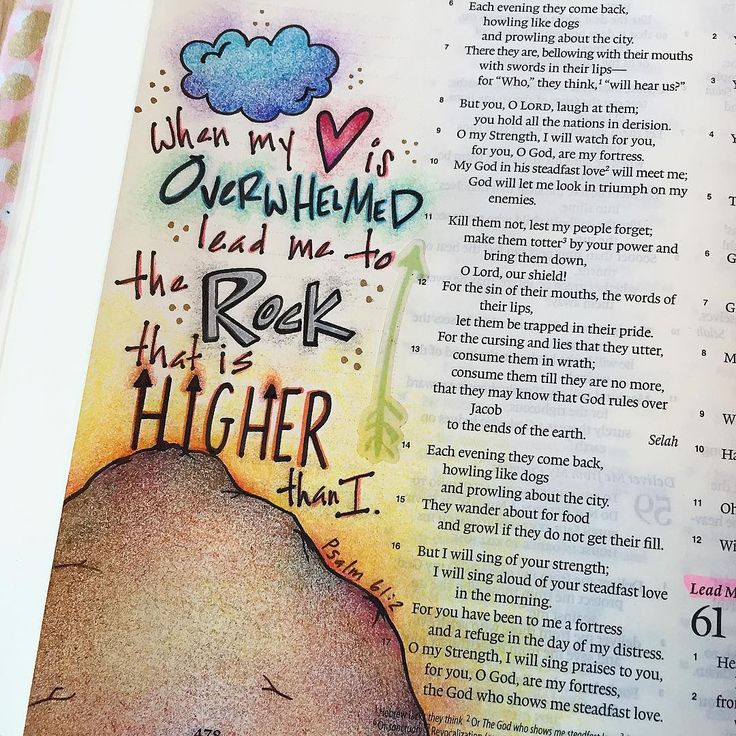 When my is
OVERWHELMED
lead me to
the ROCK
that is
HIGHER
than I.
Psalm 61:2
478
6 Each evening they come back,
howling like dogs
and prowling about the city.
7 There they are, bellowing with their mouths
with swords in their lips—
for “Who,” they think,¹ “will hear us?”
8 But you, O LORD, laugh at them;
you hold all the nations in derision.
9 O my Strength, I will watch for you,
for you, O God, are my fortress.
10 My God in his steadfast love² will meet me;
God will let me look in triumph on my
enemies.
11 Kill them not, lest my people forget;
make them totter³ by your power and
bring them down,
O Lord, our shield!
12 For the sin of their mouths, the words of
their lips,
let them be trapped in their pride.
For the cursing and lies that they utter,
13 consume them in wrath;
consume them till they are no more,
that they may know that God rules over
Jacob
to the ends of the earth. Selah
14 Each evening they come back,
howling like dogs
and prowling about the city.
15 They wander about for food
and growl if they do not get their fill.
16 But I will sing of your strength;
I will sing aloud of your steadfast love
in the morning.
For you have been to me a fortress
and a refuge in the day of my distress.
17 O my Strength, I will sing praises to you,
for you, O God, are my fortress,
the God who shows me steadfast love.
they think ² Or The God who shows me steadfast
2
3
4
5
6 G
7 G
Selah
8
9 W
10 Ha
11 Oh
12 Wi
Lead M
61
1 He
2 from